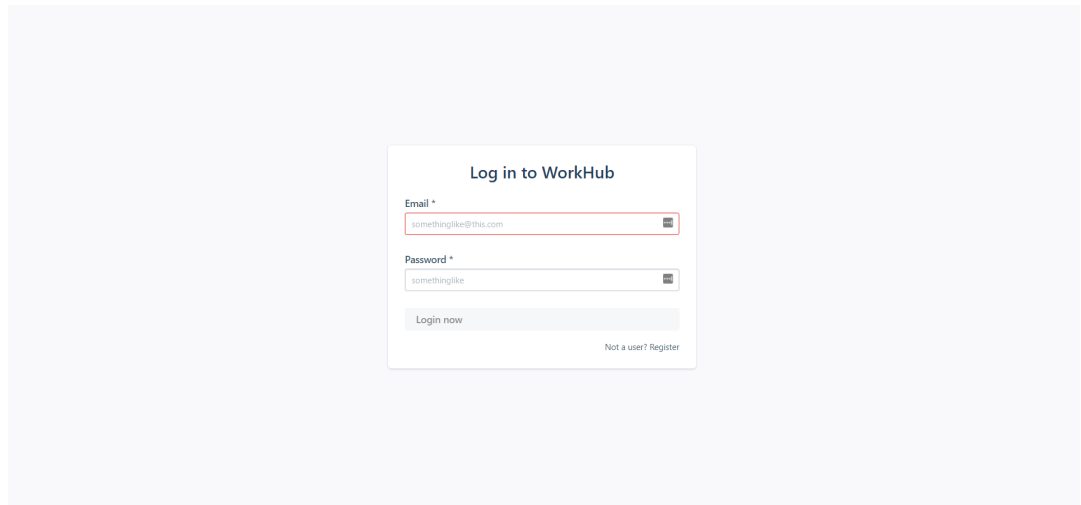 Log in to WorkHub
Email *
somethinglike@this.com
Password *
somethinglike
Login now
Not a user? Register